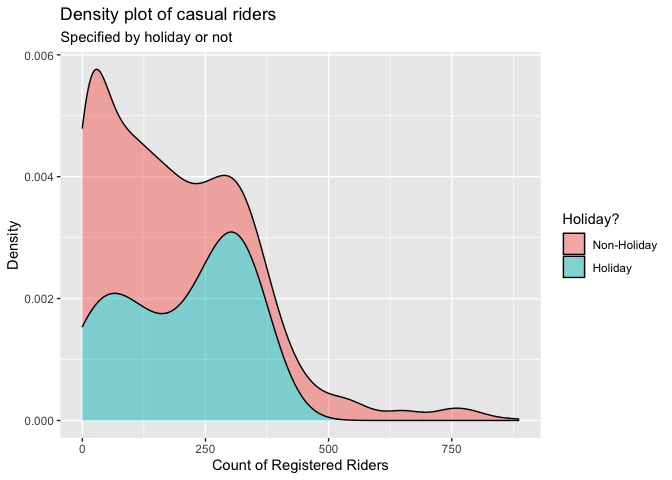 Density plot of casual riders
Specified by holiday or not
0.006
0.004
0.002
0.000
Density
0 250 500 750
Count of Registered Riders
Holiday?
Non-Holiday
Holiday